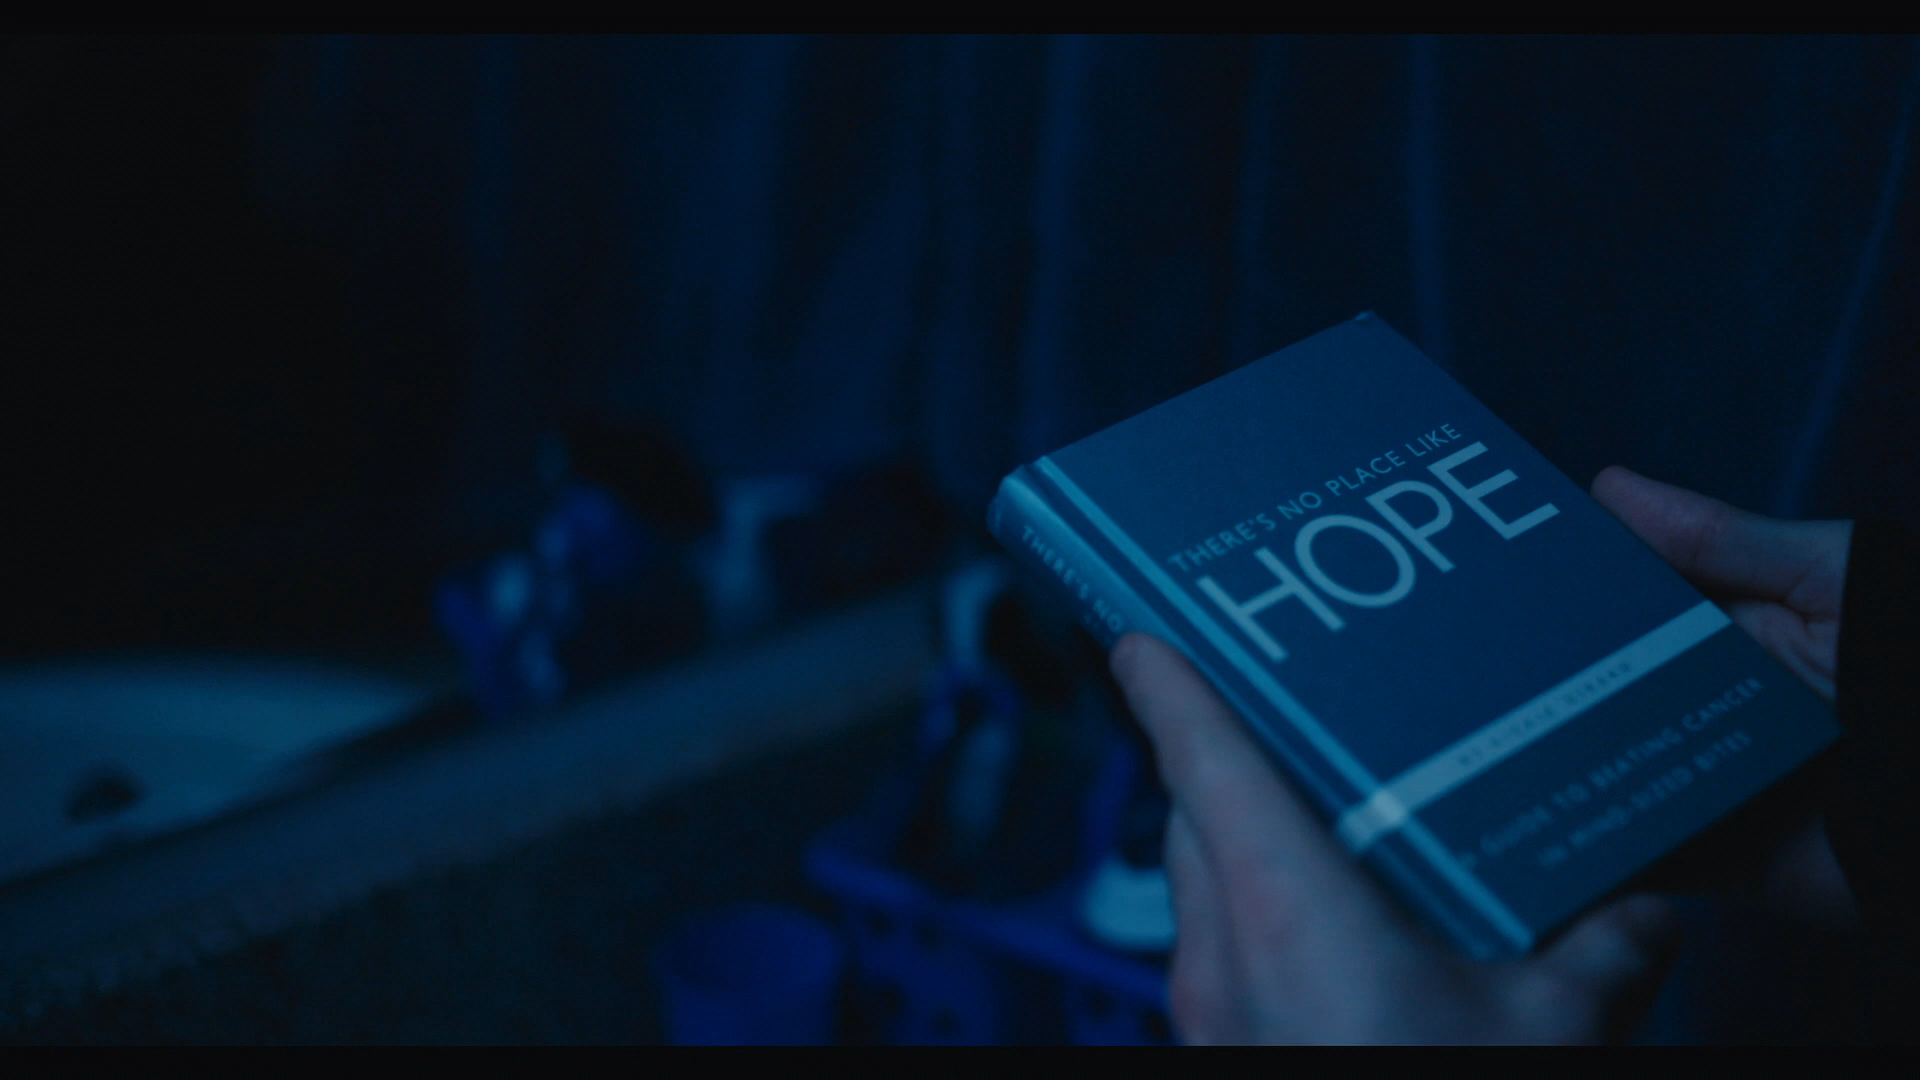 THERE'S NO PLACE LIKE
HOPE
A GUIDE TO BEATING CANCER
IN MIND-SIZED BITES
THERE'S NO